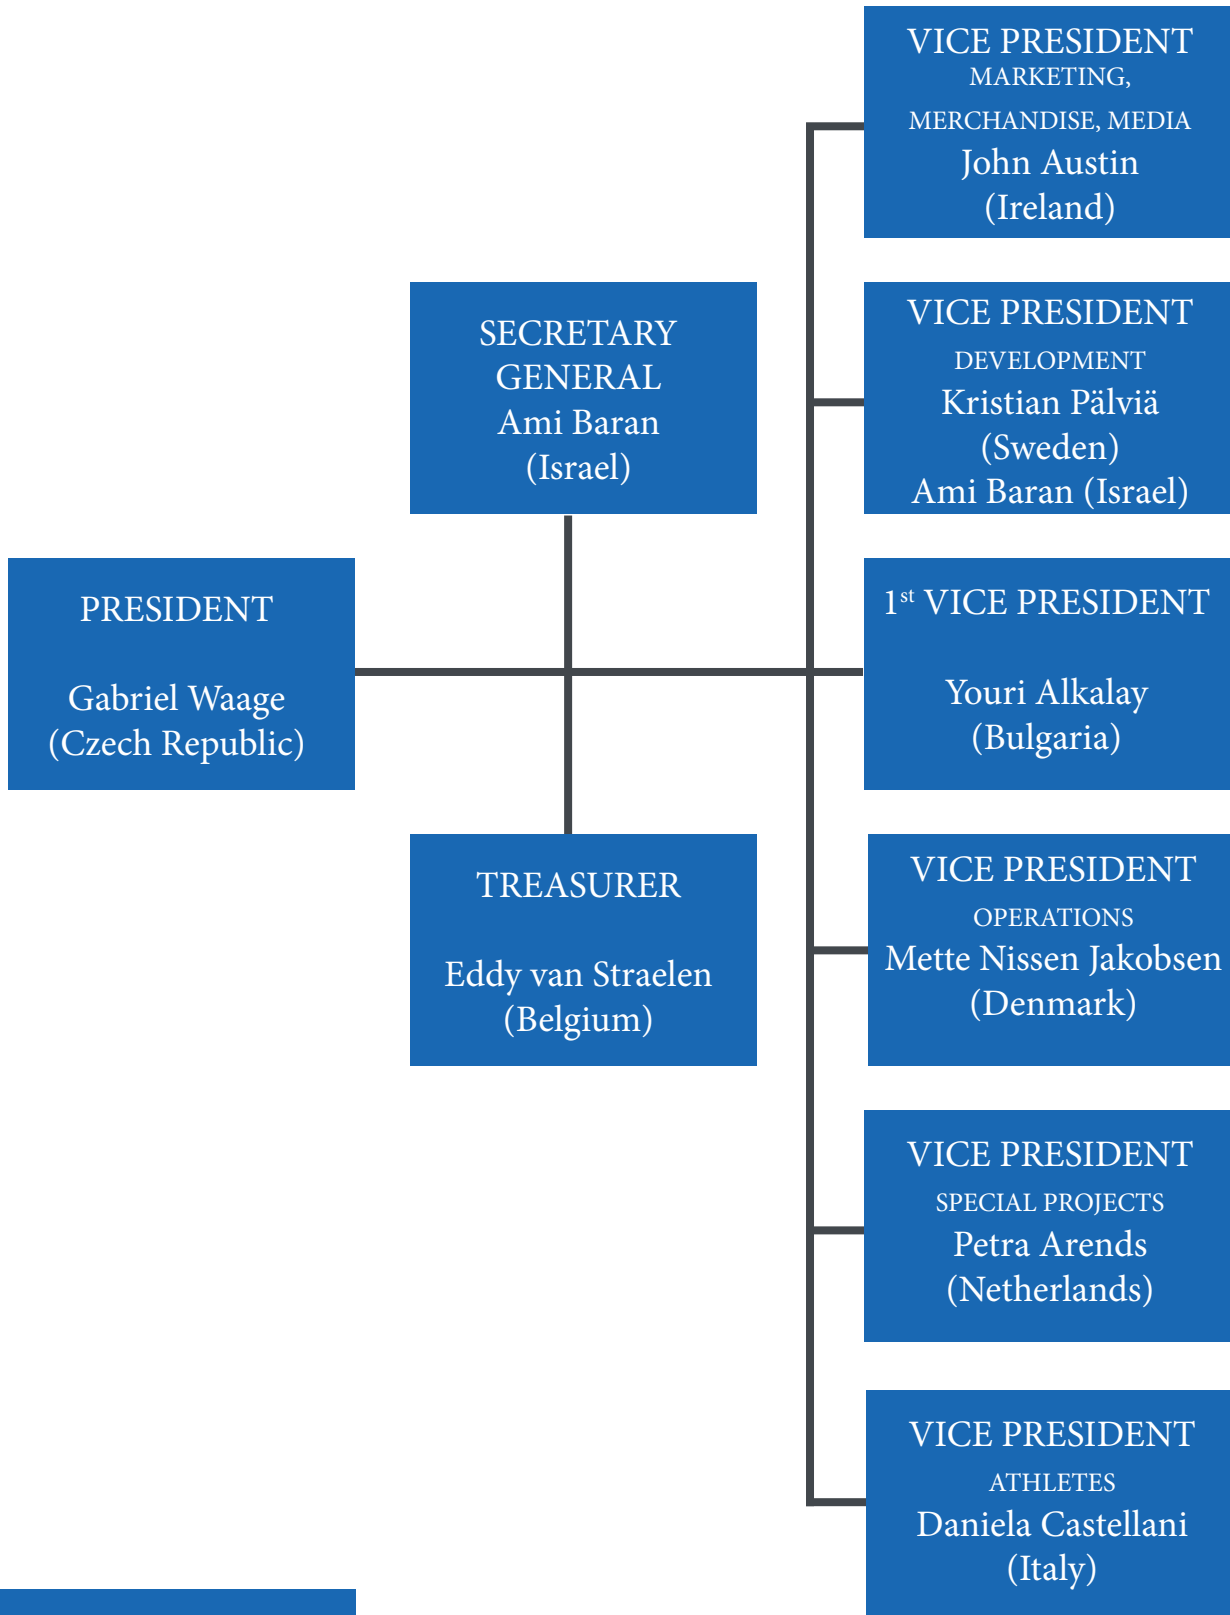 VICE PRESIDENT
MARKETING,
MERCHANDISE, MEDIA
John Austin
(Ireland)
SECRETARY
GENERAL
Ami Baran
(Israel)
VICE PRESIDENT
DEVELOPMENT
Kristian Pälviä
(Sweden)
Ami Baran (Israel)
PRESIDENT
Gabriel Waage
(Czech Republic)
1st VICE PRESIDENT
Youri Alkalay
(Bulgaria)
TREASURER
Eddy van Straelen
(Belgium)
VICE PRESIDENT
OPERATIONS
Mette Nissen Jakobsen
(Denmark)
VICE PRESIDENT
SPECIAL PROJECTS
Petra Arends
(Netherlands)
VICE PRESIDENT
ATHLETES
Daniela Castellani
(Italy)